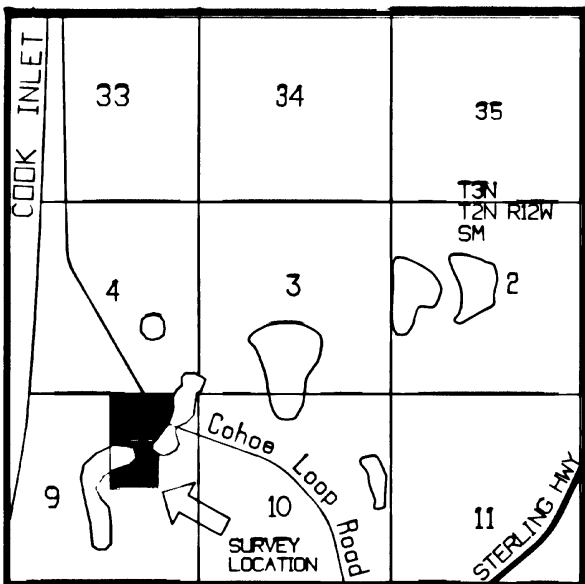 COOK INLET
33
34
35
T3N
T2N R12W
SM
4
3
2
Cohoe Loop Road
9
10
11
SURVEY
LOCATION
STERLING HWY